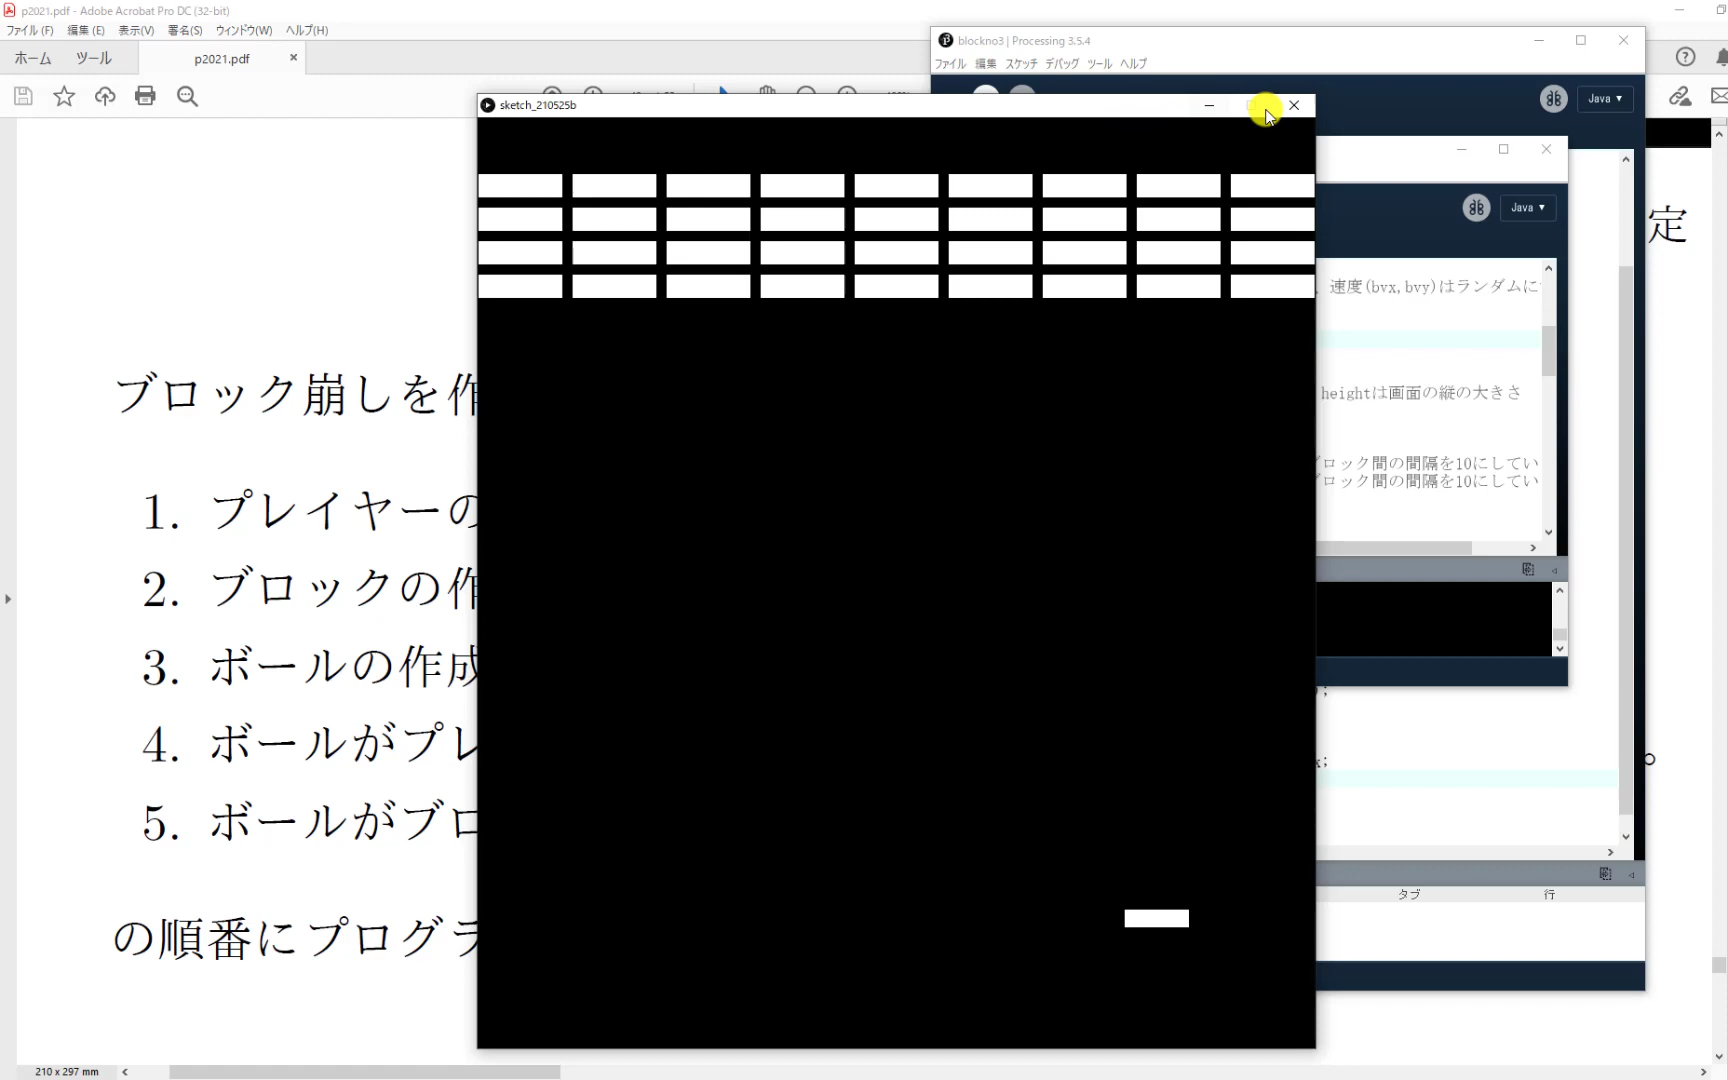 p2021.pdf - Adobe Acrobat Pro DC (32-bit)
ファイル(F) 編集(E) 表示(V) 署名(S) ウィンドウ(W) ヘルプ(H)
ホーム ツール p2021.pdf ×
blockno3 | Processing 3.5.4
ファイル 編集 スケッチ デバッグ ツール ヘルプ
Java ▾
sketch_210525b
Java ▾
定
速度(bvx,bvy)はランダムに
heightは画面の縦の大きさ
ロック間の間隔を10にしてい
ロック間の間隔を10にしてい
ブロック崩しを作
1. プレイヤーの
2. ブロックの作
3. ボールの作成
4. ボールがプレ
5. ボールがブロ
の順番にプログラ
;
x;
。
タブ 行
210 x 297 mm